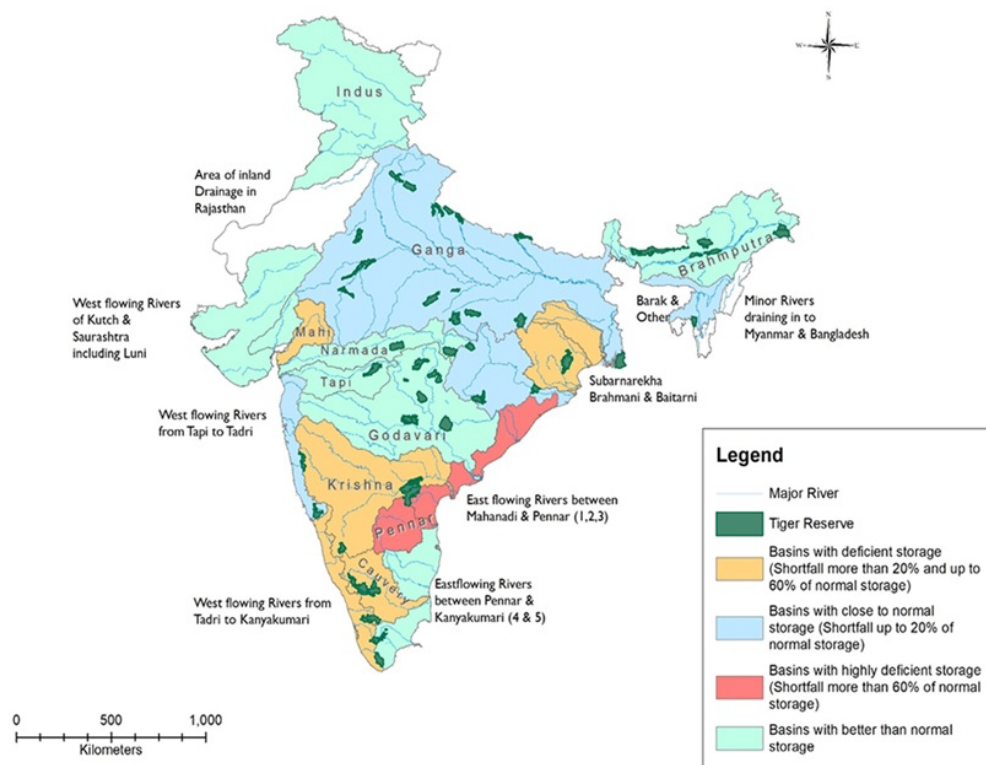 N
W E
S
Indus
Area of inland
Drainage in
Rajasthan
Ganga
Brahmputra
West flowing Rivers
of Kutch &
Saurashtra
including Luni
Barak &
Other
Minor Rivers
draining in to
Myanmar & Bangladesh
Mahi
Narmada
Tapi
Subarnarekha
Brahmani & Baitarni
West flowing Rivers
from Tapi to Tadri
Godavari
Krishna
East flowing Rivers between
Mahanadi & Pennar (1,2,3)
Pennar
Cauvary
West flowing Rivers from
Tadri to Kanyakumari
Eastflowing Rivers
between Pennar &
Kanyakumari (4 & 5)
Legend
Major River
Tiger Reserve
Basins with deficient storage
(Shortfall more than 20% and up to
60% of normal storage)
Basins with close to normal
storage (Shortfall up to 20% of
normal storage)
Basins with highly deficient storage
(Shortfall more than 60% of normal
storage)
Basins with better than normal
storage
0 500 1,000
Kilometers